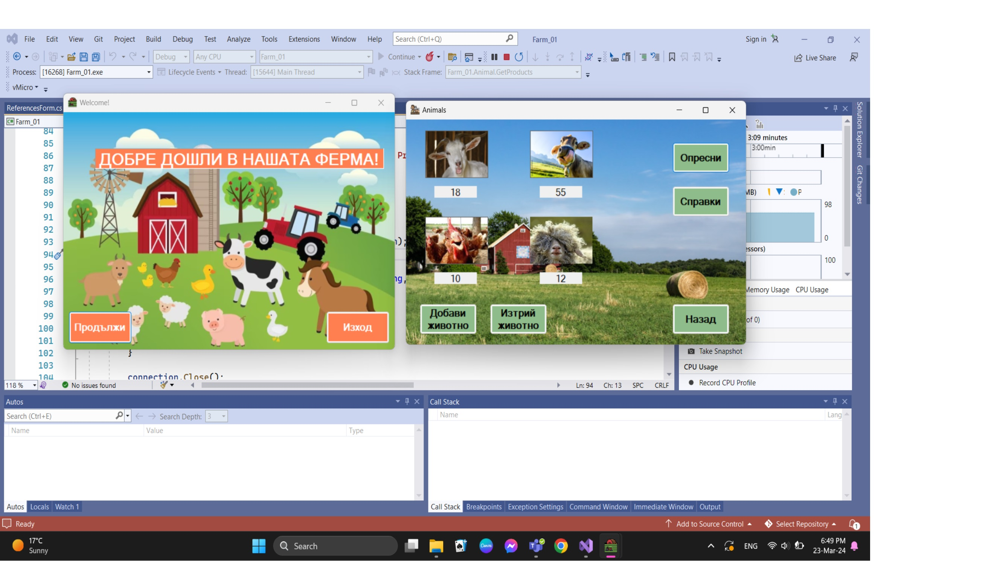 File Edit View Git Project Build Debug Test Analyze Tools Extensions Window Help Search (Ctrl+Q) Farm_01 Sign in
Debug Any CPU Farm_01 Continue Live Share
Process: [16268] Farm_01.exe Lifecycle Events Thread: [15644] Main Thread Stack Frame: Farm_01.Animal.GetProducts
vMicro
ReferencesForm.cs
C# Farm_01
Welcome!
ДОБРЕ ДОШЛИ В НАШАТА ФЕРМА!
Продължи
Изход
Animals
18
55
10
12
Опресни
Справки
Добави
животно
Изтрий
животно
Назад
84
85
86
87
88
89
90
91
92
93
94
95
96
97
98
99
100
101
102 }
103
104 connection.Close();
Pr
);
ng,
3:09 minutes
3:00min
MB) P
98
0
essors)
100
Memory Usage CPU Usage
of 0)
Take Snapshot
CPU Usage
Record CPU Profile
Solution Explorer
Git Changes
118 % No issues found Ln: 94 Ch: 13 SPC CRLF
Autos
Search (Ctrl+E) Search Depth: 3
Name Value Type
Autos Locals Watch 1
Call Stack
Name Lang
Call Stack Breakpoints Exception Settings Command Window Immediate Window Output
Ready Add to Source Control Select Repository 1
17°C
Sunny
Search
Canva
ENG
6:49 PM
23-Mar-24